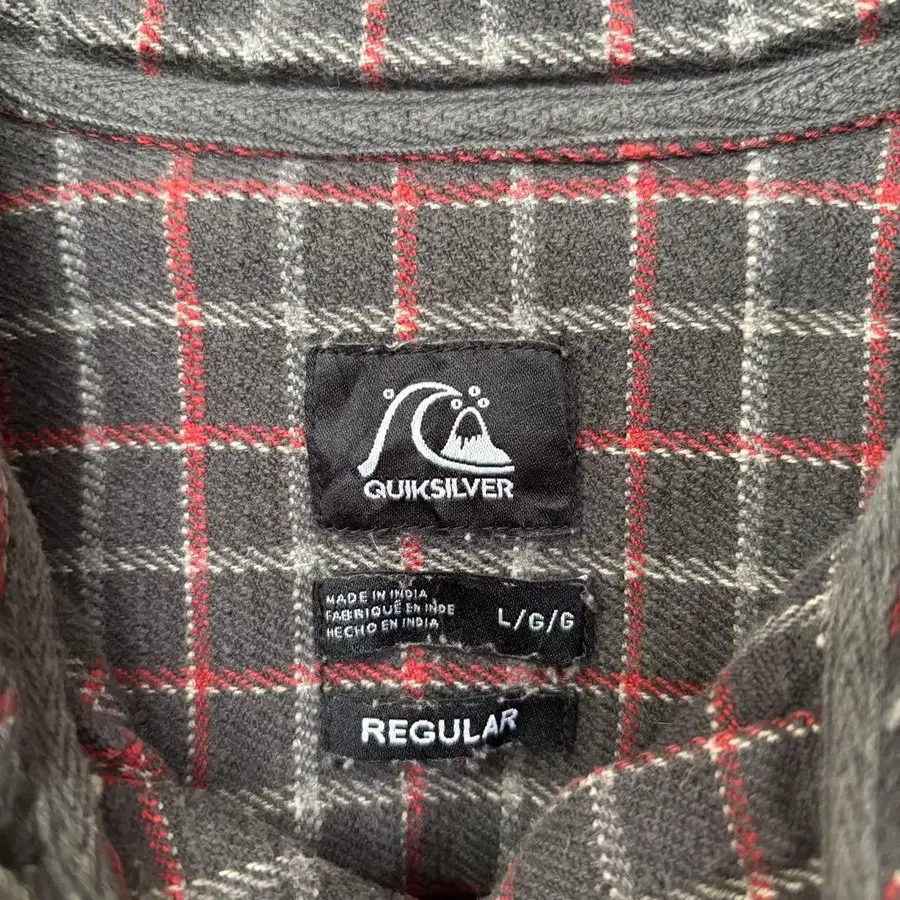 QUIKSILVER
MADE IN INDIA
FABRIQUÉ EN INDE
HECHO EN INDIA
L/G/G
REGULAR